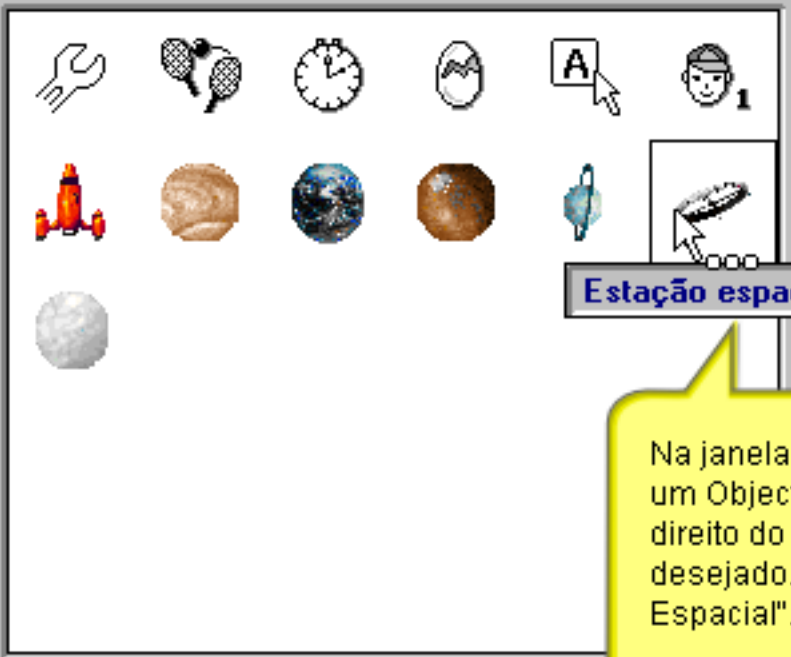 A
1
Estação espa
Na janela
um Objec
direito do
desejado.
Espacial".